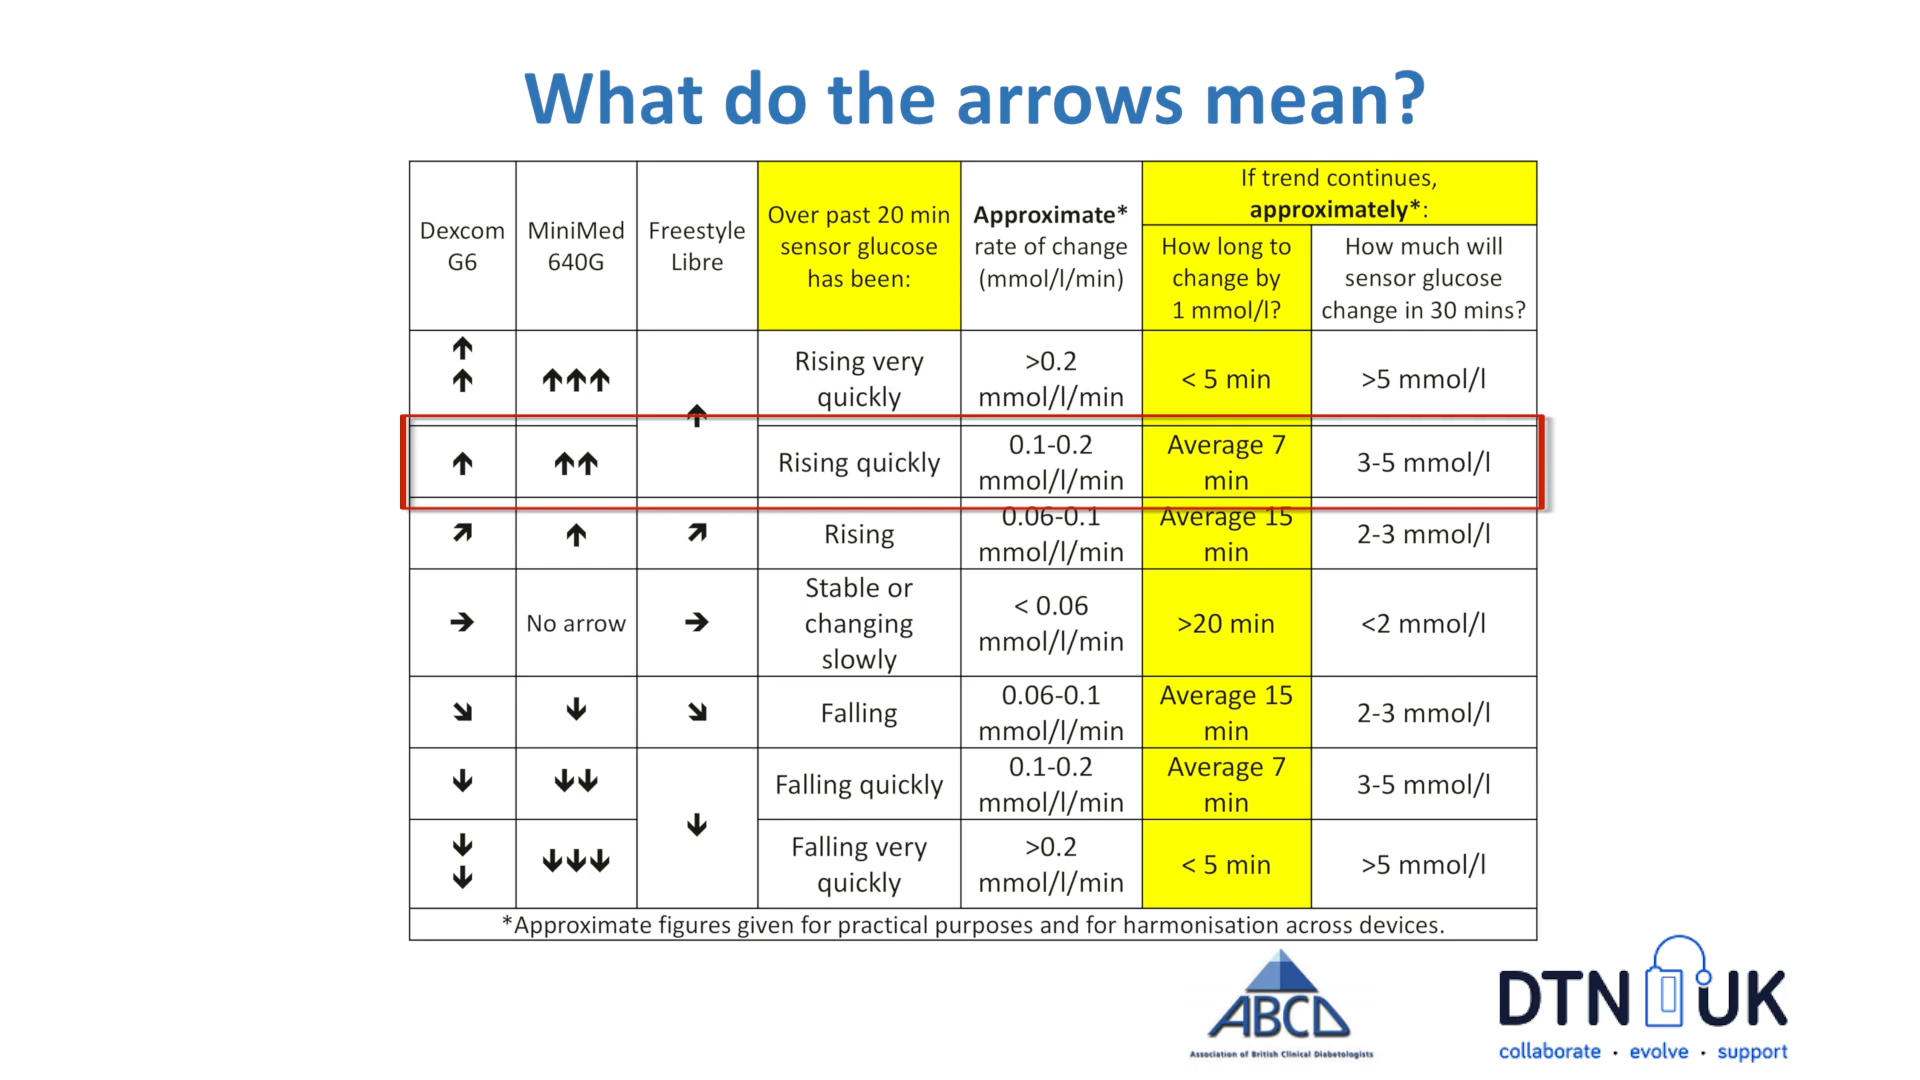 What do the arrows mean?
Dexcom
G6
MiniMed
640G
Freestyle
Libre
Over past 20 min
sensor glucose
has been:
Approximate*
rate of change
(mmol/l/min)
If trend continues,
approximately*:
How long to
change by
1 mmol/l?
How much will
sensor glucose
change in 30 mins?
↑
↑
↑↑↑
↑
Rising very
quickly
>0.2
mmol/l/min
< 5 min
>5 mmol/l
↑
↑↑
Rising quickly
0.1-0.2
mmol/l/min
Average 7
min
3-5 mmol/l
↗
↑
↗
Rising
0.06-0.1
mmol/l/min
Average 15
min
2-3 mmol/l
→
No arrow
→
Stable or
changing
slowly
< 0.06
mmol/l/min
>20 min
<2 mmol/l
↘
↓
↘
Falling
0.06-0.1
mmol/l/min
Average 15
min
2-3 mmol/l
↓
↓↓
↓
Falling quickly
0.1-0.2
mmol/l/min
Average 7
min
3-5 mmol/l
↓
↓
↓↓↓
Falling very
quickly
>0.2
mmol/l/min
< 5 min
>5 mmol/l
*Approximate figures given for practical purposes and for harmonisation across devices.
ABCD
Association of British Clinical Diabetologists
DTN UK
collaborate · evolve · support